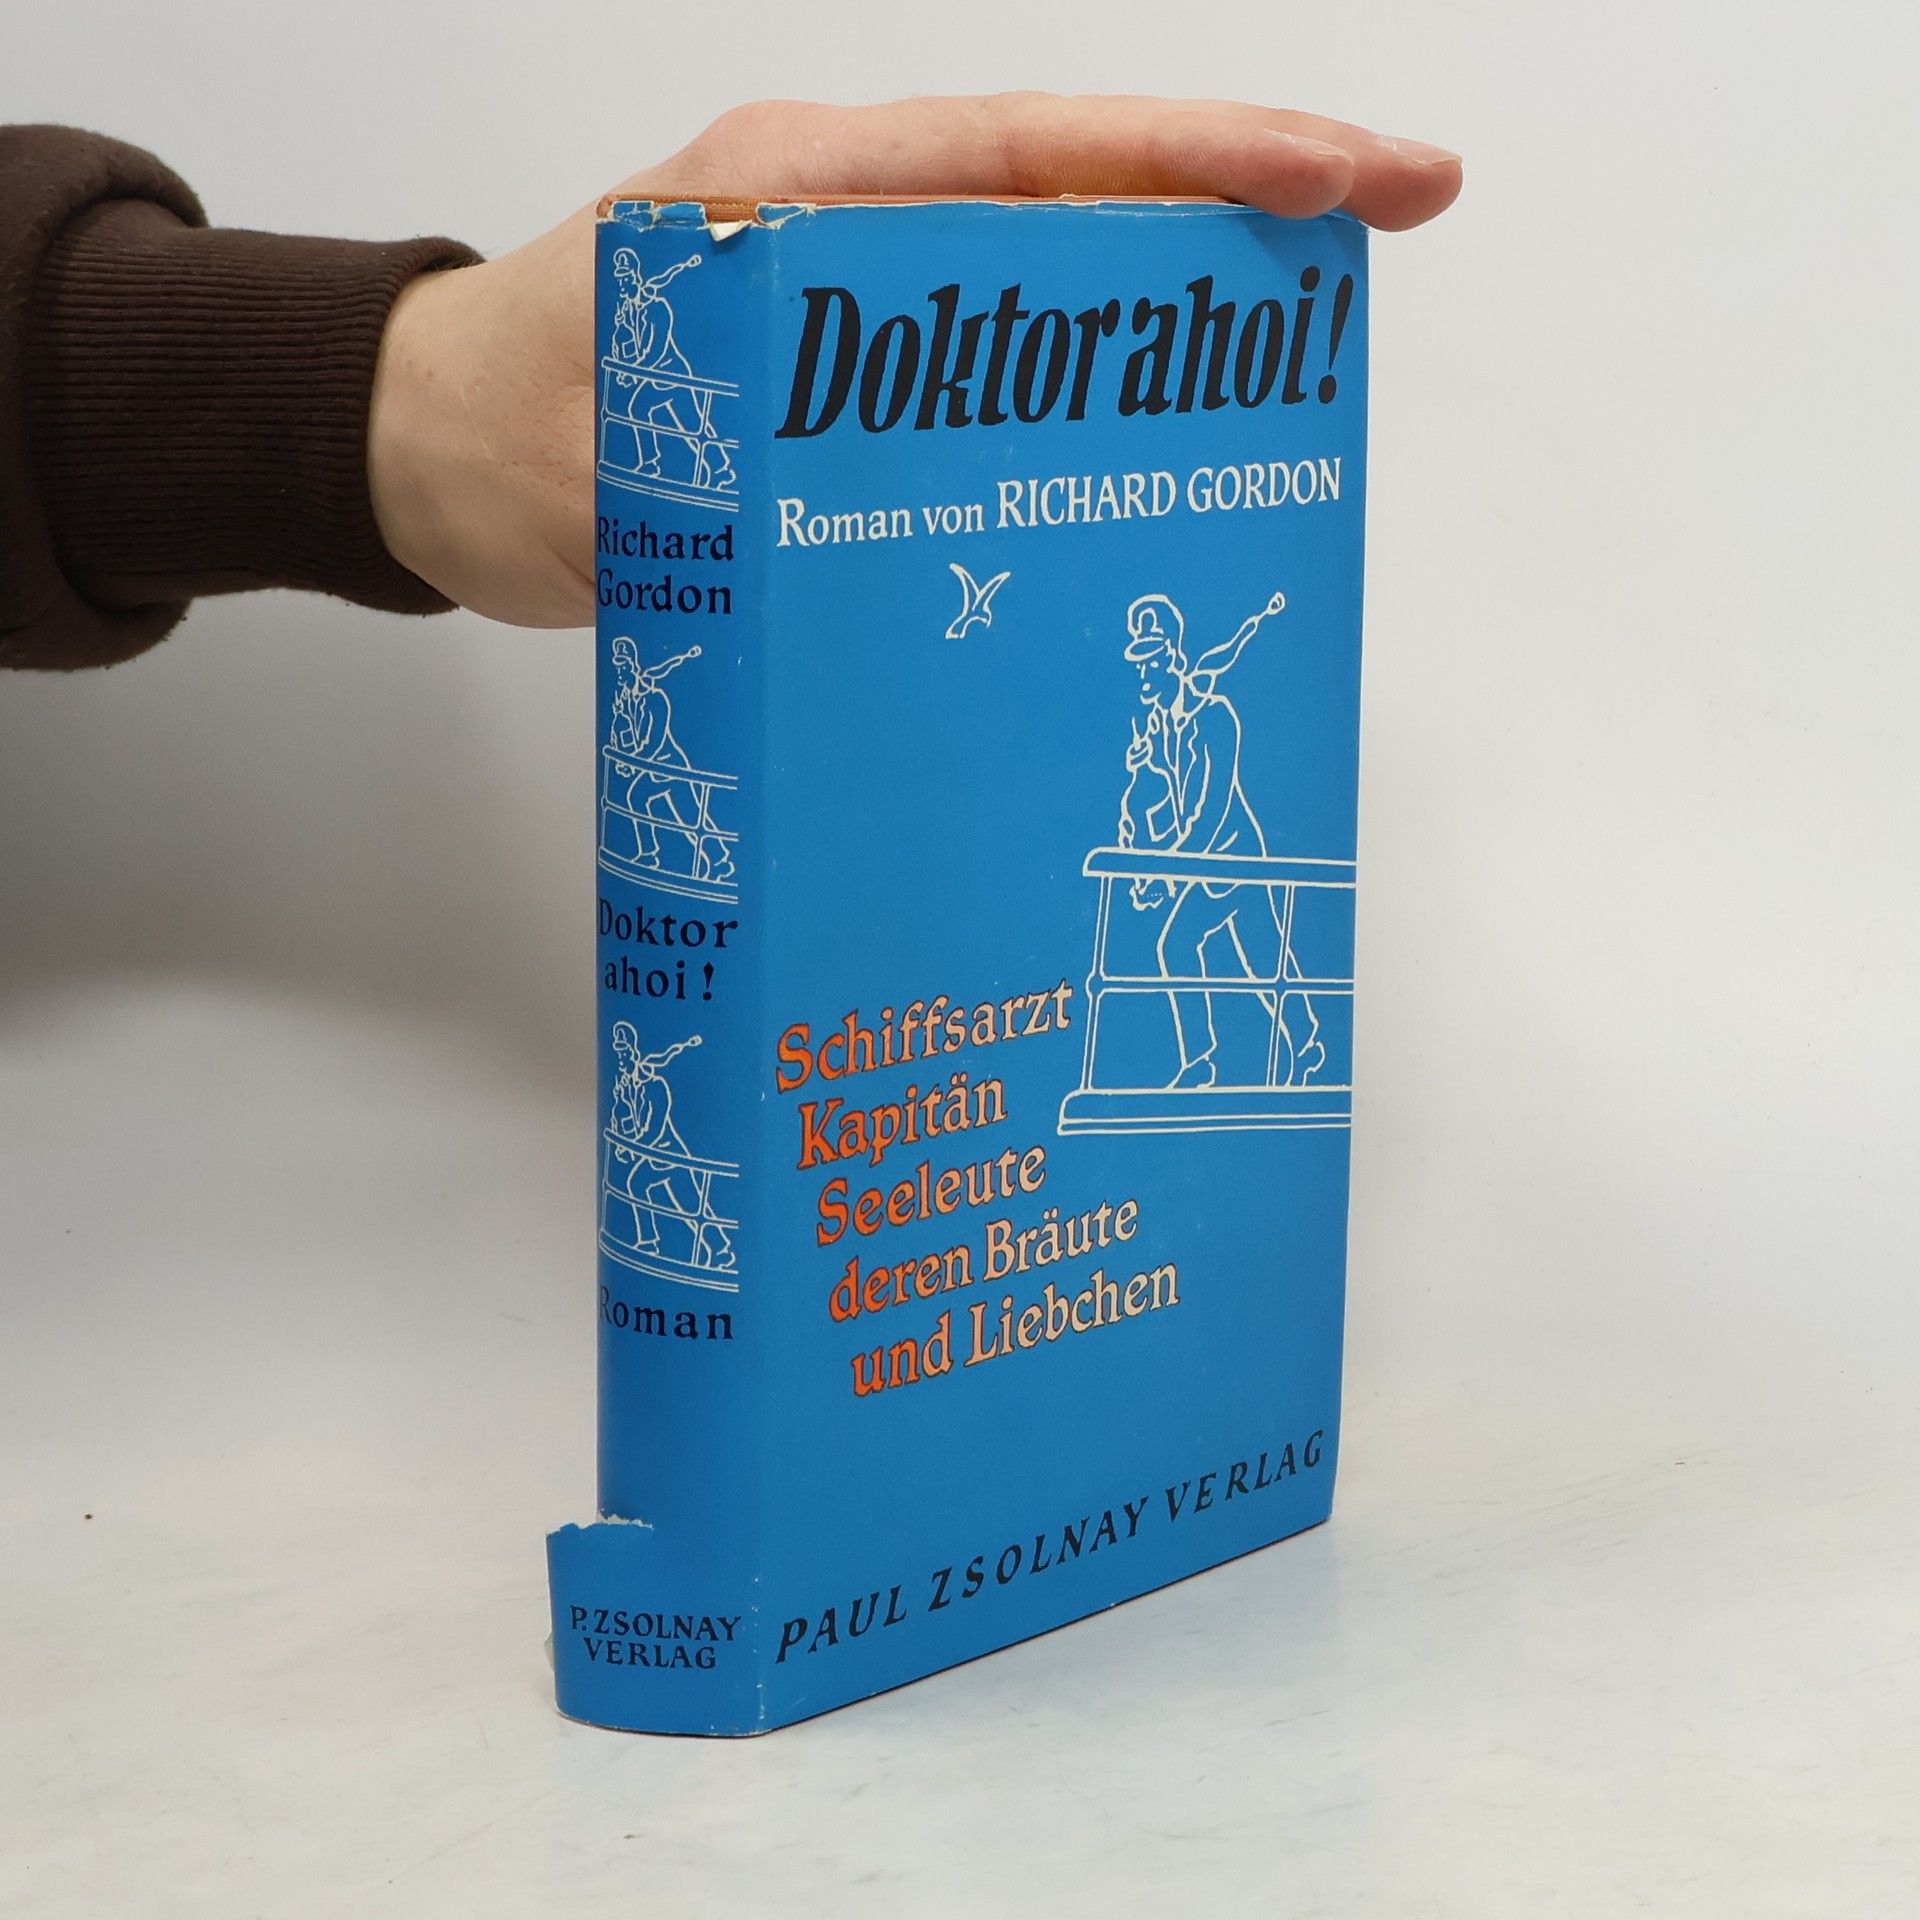 Richard
Gordon
Doktor
ahoi!
Roman
P. ZSOLNAY
VERLAG
Doktor ahoi!
Roman von RICHARD GORDON
Schiffsarzt
Kapitän
Seeleute
deren Bräute
und Liebchen
PAUL ZSOLNAY VERLAG